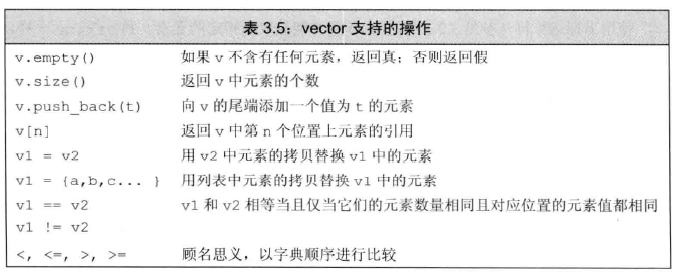 表 3.5：vector 支持的操作
v.empty() 如果 v 不含有任何元素，返回真；否则返回假
v.size() 返回 v 中元素的个数
v.push_back(t) 向 v 的尾端添加一个值为 t 的元素
v[n] 返回 v 中第 n 个位置上元素的引用
v1 = v2 用 v2 中元素的拷贝替换 v1 中的元素
v1 = {a,b,c... } 用列表中元素的拷贝替换 v1 中的元素
v1 == v2 v1 和 v2 相等当且仅当它们的元素数量相同且对应位置的元素值都相同
v1 != v2
<, <=, >, >= 顾名思义，以字典顺序进行比较